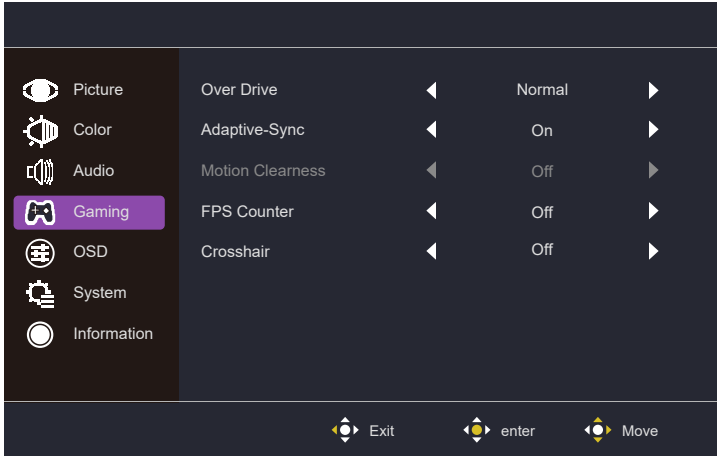 Picture
Over Drive Normal
Color
Adaptive-Sync On
Audio
Motion Clearness Off
Gaming
FPS Counter Off
OSD
Crosshair Off
System
Information
Exit enter Move